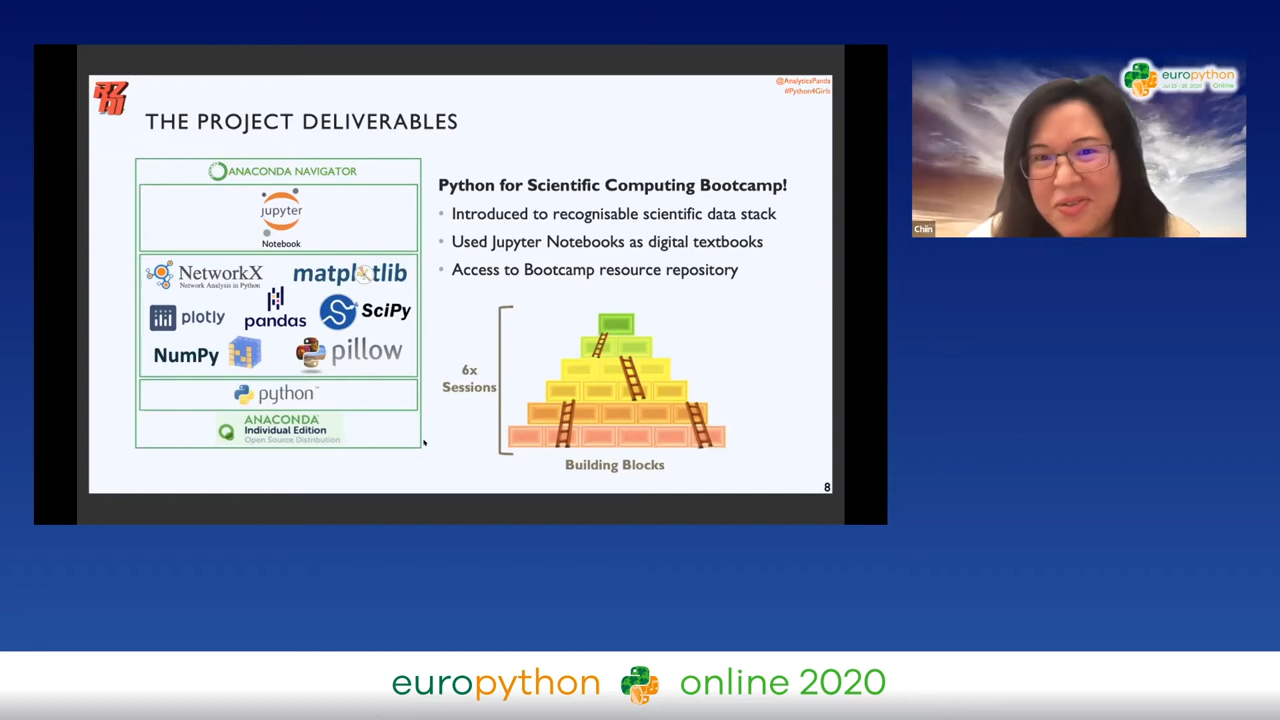 @AnalyticsPanda
#Python4Girls
THE PROJECT DELIVERABLES
ANACONDA NAVIGATOR
jupyter
Notebook
NetworkX
Network Analysis in Python
matplotlib
plotly
pandas
SciPy
NumPy
pillow
python™
ANACONDA
Individual Edition
Open Source Distribution
Python for Scientific Computing Bootcamp!
• Introduced to recognisable scientific data stack
• Used Jupyter Notebooks as digital textbooks
• Access to Bootcamp resource repository
6x
Sessions
Building Blocks
8
europython
Online
Chiin
europython online 2020